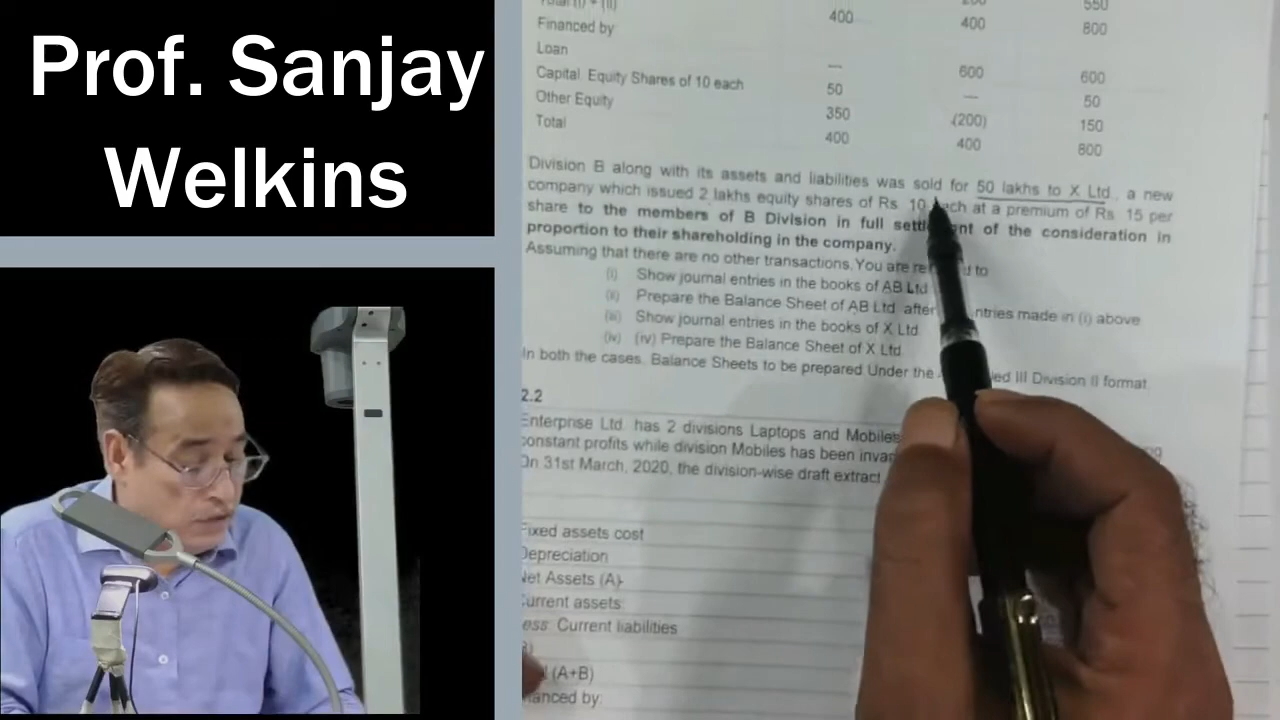 Prof. Sanjay
Welkins
Total (i) + (ii)
550
Financed by
400
400
800
Loan
---
600
600
Capital. Equity Shares of 10 each
50
---
50
Other Equity
350
(200)
150
Total
400
400
800
Division B along with its assets and liabilities was sold for 50 lakhs to X Ltd., a new
company which issued 2 lakhs equity shares of Rs. 10 each at a premium of Rs. 15 per
share to the members of B Division in full of the consideration in
proportion to their shareholding in the company.
Assuming that there are no other transactions. You are to
(i) Show journal entries in the books of AB Ltd
(ii) Prepare the Balance Sheet of AB Ltd. after made in (i) above
(iii) Show journal entries in the books of X Ltd.
(iv) (iv) Prepare the Balance Sheet of X Ltd.
In both the cases, Balance Sheets to be prepared Under the III Division II format.
2.2
Enterprise Ltd. has 2 divisions Laptops and Mobiles
constant profits while division Mobiles has been
On 31st March, 2020, the division-wise draft extract
Fixed assets cost
Depreciation
Net Assets (A)
Current assets
Less: Current liabilities
(A+B)
Financed by: